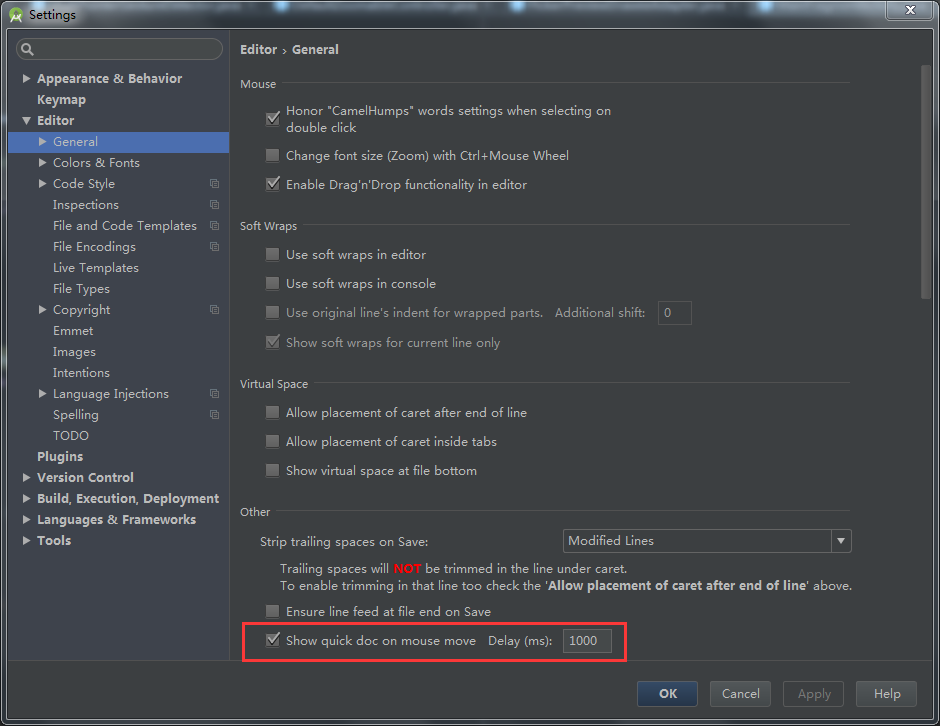 Settings
Appearance & Behavior
Keymap
Editor
General
Colors & Fonts
Code Style
Inspections
File and Code Templates
File Encodings
Live Templates
File Types
Copyright
Emmet
Images
Intentions
Language Injections
Spelling
TODO
Plugins
Version Control
Build, Execution, Deployment
Languages & Frameworks
Tools
Editor › General
Mouse
Honor "CamelHumps" words settings when selecting on
double click
Change font size (Zoom) with Ctrl+Mouse Wheel
Enable Drag'n'Drop functionality in editor
Soft Wraps
Use soft wraps in editor
Use soft wraps in console
Use original line's indent for wrapped parts. Additional shift: 0
Show soft wraps for current line only
Virtual Space
Allow placement of caret after end of line
Allow placement of caret inside tabs
Show virtual space at file bottom
Other
Strip trailing spaces on Save: Modified Lines
Trailing spaces will NOT be trimmed in the line under caret.
To enable trimming in that line too check the 'Allow placement of caret after end of line' above.
Ensure line feed at file end on Save
Show quick doc on mouse move Delay (ms): 1000
OK Cancel Apply Help